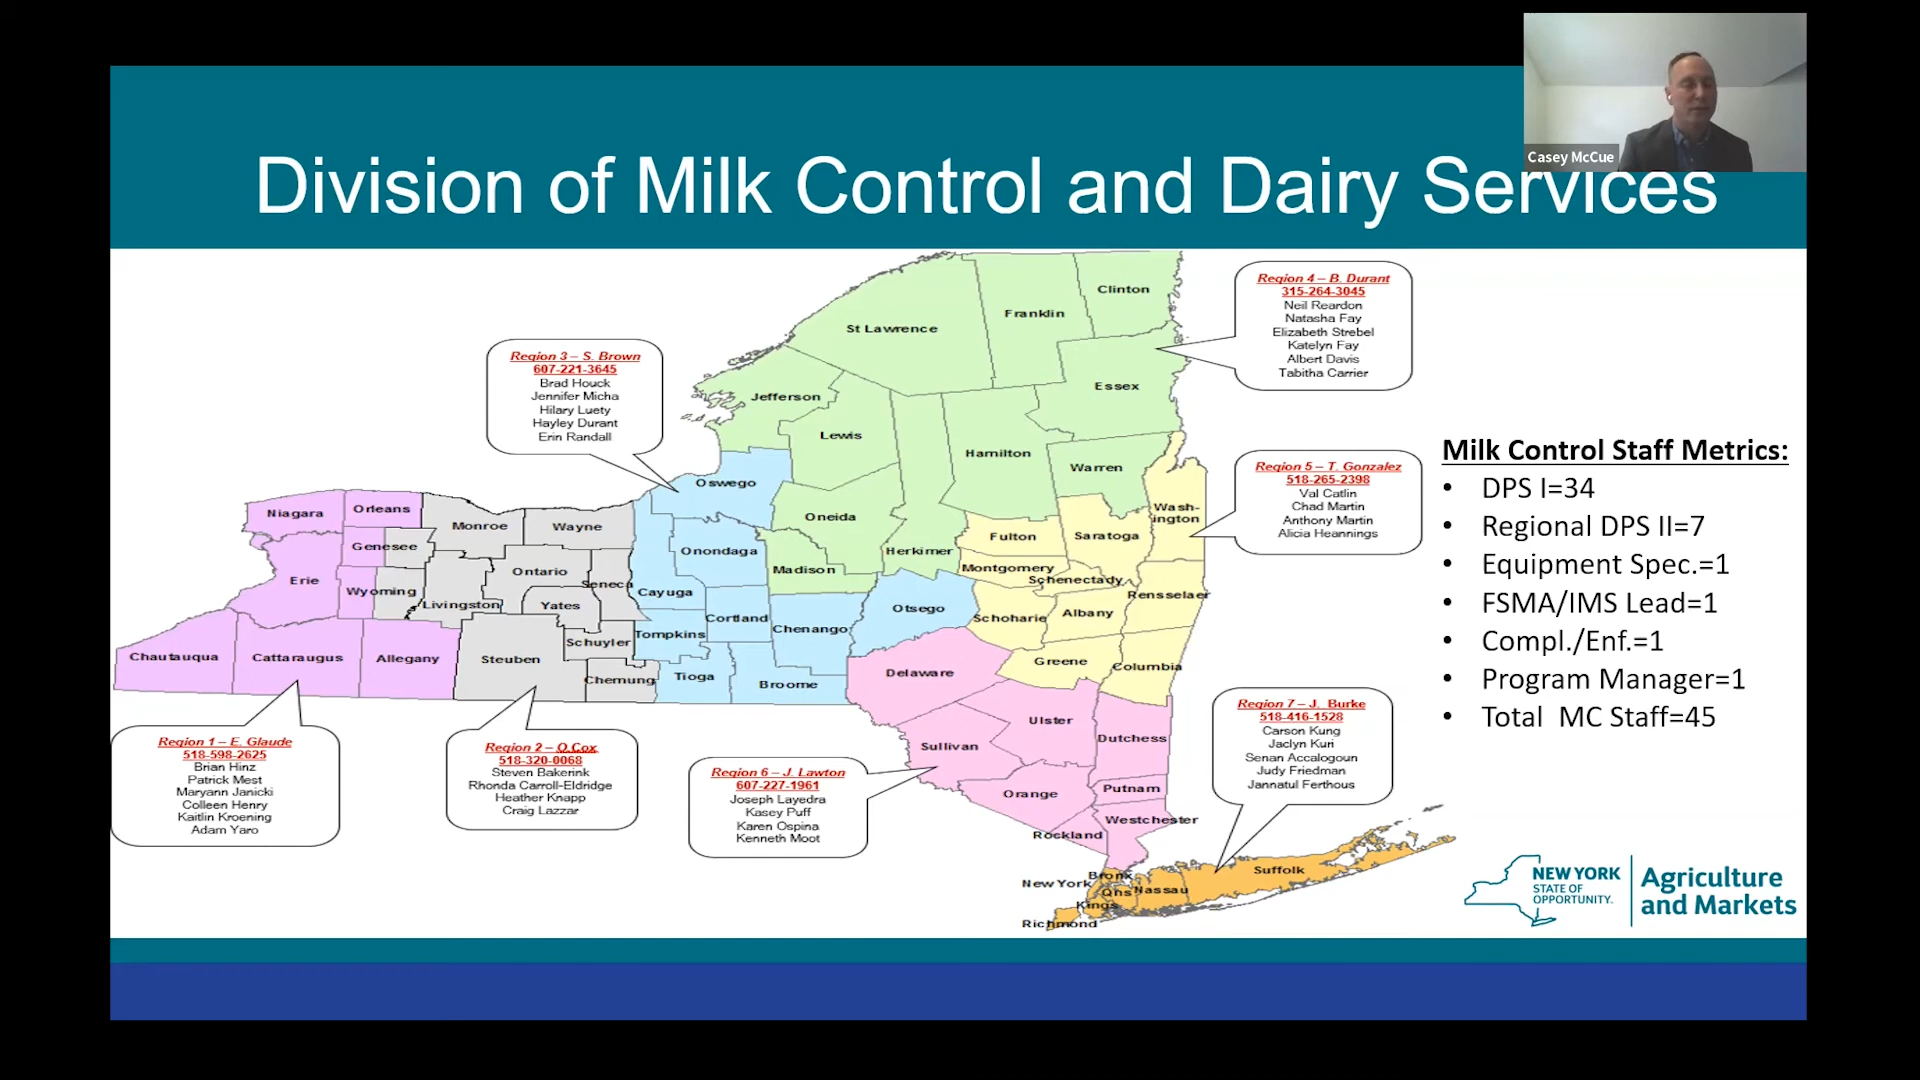 Casey McCue
Division of Milk Control and Dairy Services
Region 4 – B. Durant
315-264-3045
Neil Reardon
Natasha Fay
Elizabeth Strebel
Katelyn Fay
Albert Davis
Tabitha Carrier
Region 3 – S. Brown
607-221-3645
Brad Houck
Jennifer Micha
Hilary Luety
Hayley Durant
Erin Randall
Region 5 – T. Gonzalez
518-265-2398
Val Catlin
Chad Martin
Anthony Martin
Alicia Heannings
Milk Control Staff Metrics:
• DPS I=34
• Regional DPS II=7
• Equipment Spec.=1
• FSMA/IMS Lead=1
• Compl./Enf.=1
• Program Manager=1
• Total MC Staff=45
Clinton
Franklin
St Lawrence
Essex
Jefferson
Lewis
Hamilton
Warren
Oswego
Wash-
ington
Oneida
Niagara
Orleans
Monroe
Wayne
Genesee
Onondaga
Herkimer
Fulton
Saratoga
Madison
Montgomery
Schenectady
Erie
Wyoming
Ontario
Seneca
Livingston
Yates
Cayuga
Otsego
Rensselaer
Cortland
Chenango
Schoharie
Albany
Tompkins
Schuyler
Chautauqua
Cattaraugus
Allegany
Steuben
Chemung
Tioga
Broome
Delaware
Greene
Columbia
Ulster
Sullivan
Dutchess
Orange
Putnam
Westchester
Rockland
Bronx
New York
Qns
Nassau
Suffolk
Kings
Richmond
Region 1 – E. Glaude
518-598-2625
Brian Hinz
Patrick Mest
Maryann Janicki
Colleen Henry
Kaitlin Kroening
Adam Yaro
Region 2 – O.Cox
518-320-0068
Steven Bakerink
Rhonda Carroll-Eldridge
Heather Knapp
Craig Lazzar
Region 6 – J. Lawton
607-227-1961
Joseph Layedra
Kasey Puff
Karen Ospina
Kenneth Moot
Region 7 – J. Burke
518-416-1528
Carson Kung
Jaclyn Kuri
Senan Accalogoun
Judy Friedman
Jannatul Ferthous
NEW YORK
STATE OF
OPPORTUNITY.
Agriculture
and Markets